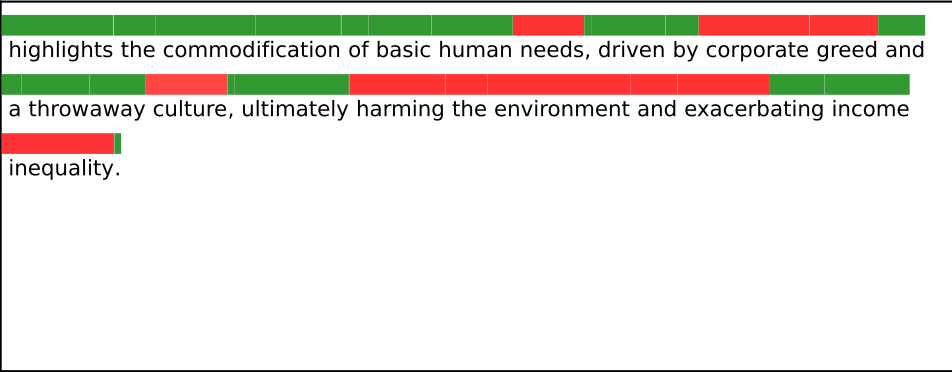 highlights the commodification of basic human needs, driven by corporate greed and
a throwaway culture, ultimately harming the environment and exacerbating income
inequality.